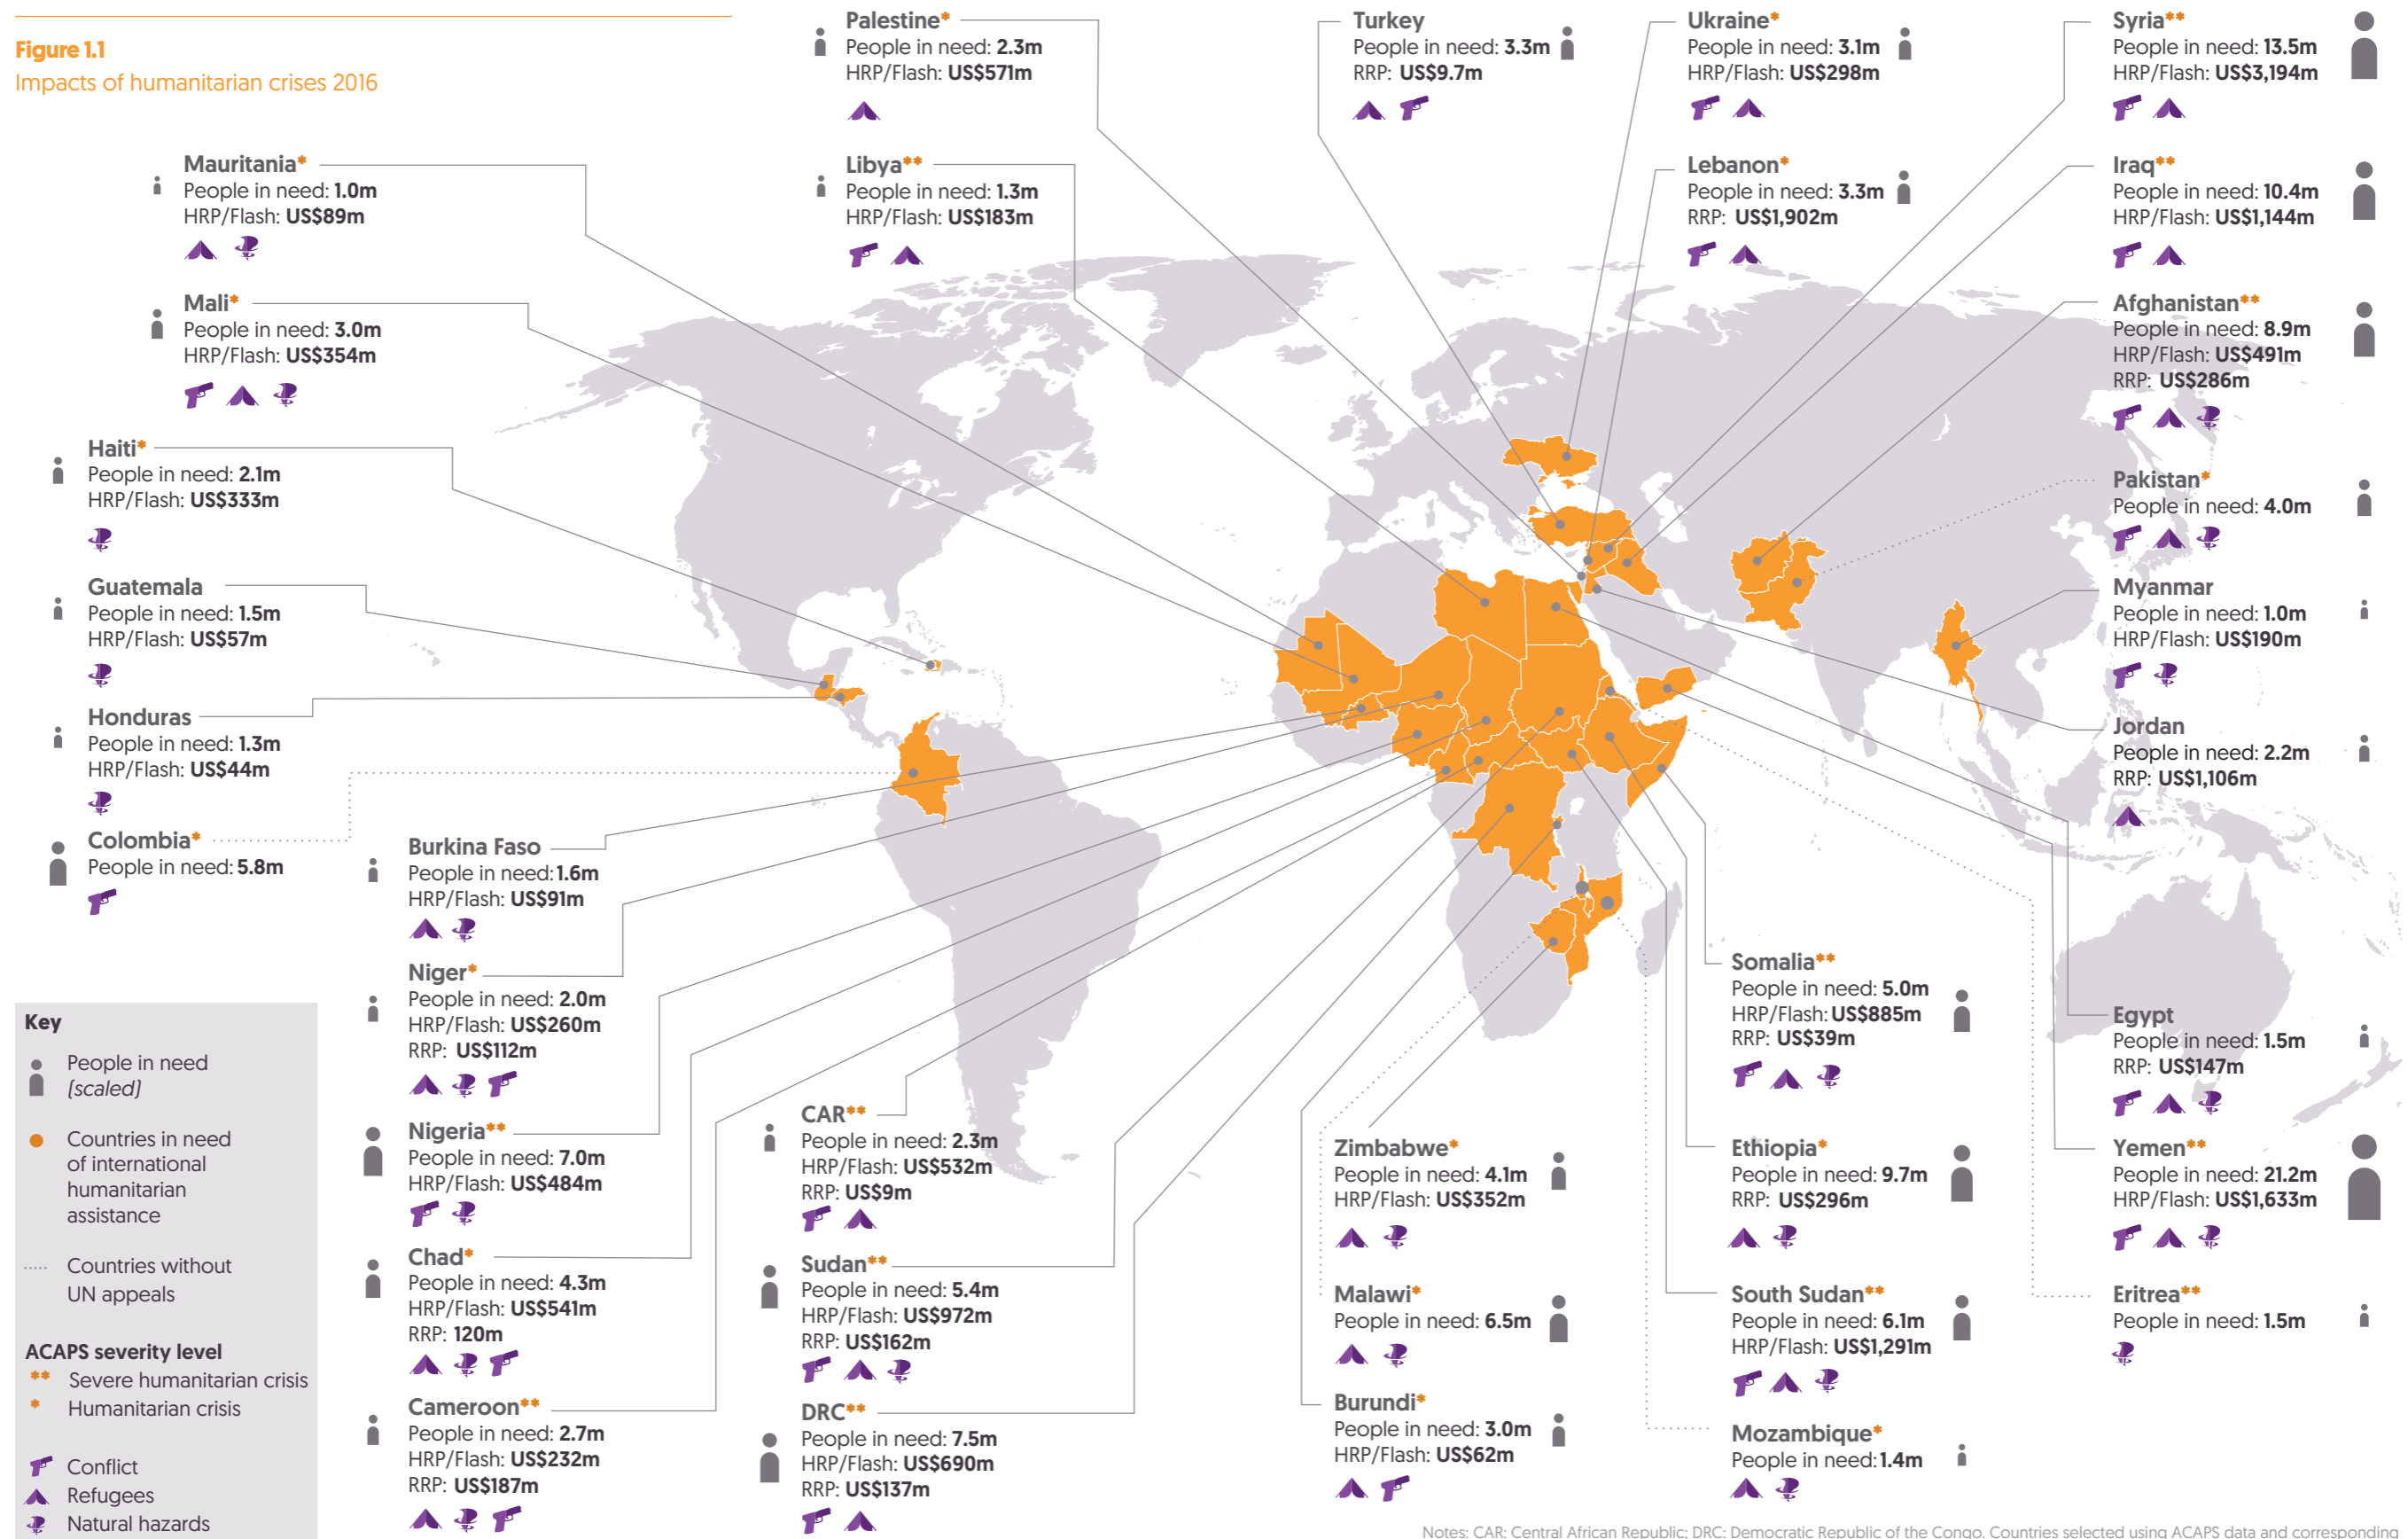 Figure 1.1
Impacts of humanitarian crises 2016
Palestine*
People in need: 2.3m
HRP/Flash: US$571m
Turkey
People in need: 3.3m
RRP: US$9.7m
Ukraine*
People in need: 3.1m
HRP/Flash: US$298m
Syria**
People in need: 13.5m
HRP/Flash: US$3,194m
Mauritania*
People in need: 1.0m
HRP/Flash: US$89m
Libya**
People in need: 1.3m
HRP/Flash: US$183m
Lebanon*
People in need: 3.3m
RRP: US$1,902m
Iraq**
People in need: 10.4m
HRP/Flash: US$1,144m
Mali*
People in need: 3.0m
HRP/Flash: US$354m
Afghanistan**
People in need: 8.9m
HRP/Flash: US$491m
RRP: US$286m
Haiti*
People in need: 2.1m
HRP/Flash: US$333m
Pakistan*
People in need: 4.0m
Guatemala
People in need: 1.5m
HRP/Flash: US$57m
Myanmar
People in need: 1.0m
HRP/Flash: US$190m
Honduras
People in need: 1.3m
HRP/Flash: US$44m
Jordan
People in need: 2.2m
RRP: US$1,106m
Colombia*
People in need: 5.8m
Burkina Faso
People in need: 1.6m
HRP/Flash: US$91m
Niger*
People in need: 2.0m
HRP/Flash: US$260m
RRP: US$112m
Nigeria**
People in need: 7.0m
HRP/Flash: US$484m
Chad*
People in need: 4.3m
HRP/Flash: US$541m
RRP: 120m
Cameroon**
People in need: 2.7m
HRP/Flash: US$232m
RRP: US$187m
CAR**
People in need: 2.3m
HRP/Flash: US$532m
RRP: US$9m
Sudan**
People in need: 5.4m
HRP/Flash: US$972m
RRP: US$162m
DRC**
People in need: 7.5m
HRP/Flash: US$690m
RRP: US$137m
Zimbabwe*
People in need: 4.1m
HRP/Flash: US$352m
Malawi*
People in need: 6.5m
Burundi*
People in need: 3.0m
HRP/Flash: US$62m
Somalia**
People in need: 5.0m
HRP/Flash: US$885m
RRP: US$39m
Ethiopia*
People in need: 9.7m
RRP: US$296m
South Sudan**
People in need: 6.1m
HRP/Flash: US$1,291m
Mozambique*
People in need: 1.4m
Egypt
People in need: 1.5m
RRP: US$147m
Yemen**
People in need: 21.2m
HRP/Flash: US$1,633m
Eritrea**
People in need: 1.5m
Key
People in need
[scaled]
Countries in need
of international
humanitarian
assistance
Countries without
UN appeals
ACAPS severity level
** Severe humanitarian crisis
* Humanitarian crisis
Conflict
Refugees
Natural hazards
Notes: CAR: Central African Republic; DRC: Democratic Republic of the Congo. Countries selected using ACAPS data and corresponding